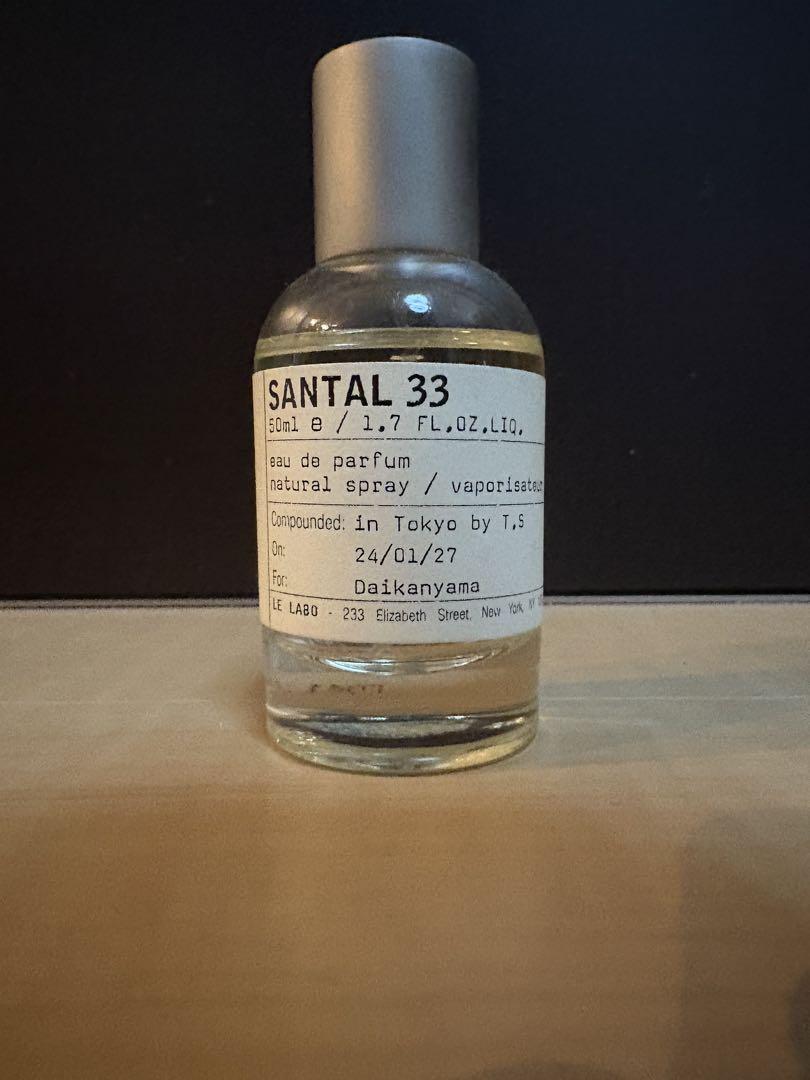 SANTAL 33
50ml e / 1.7 FL.OZ.LIQ.
eau de parfum
natural spray / vaporisateur
Compounded: in Tokyo by T.S
On: 24/01/27
For: Daikanyama
LE LABO - 233 Elizabeth Street, New York, NY